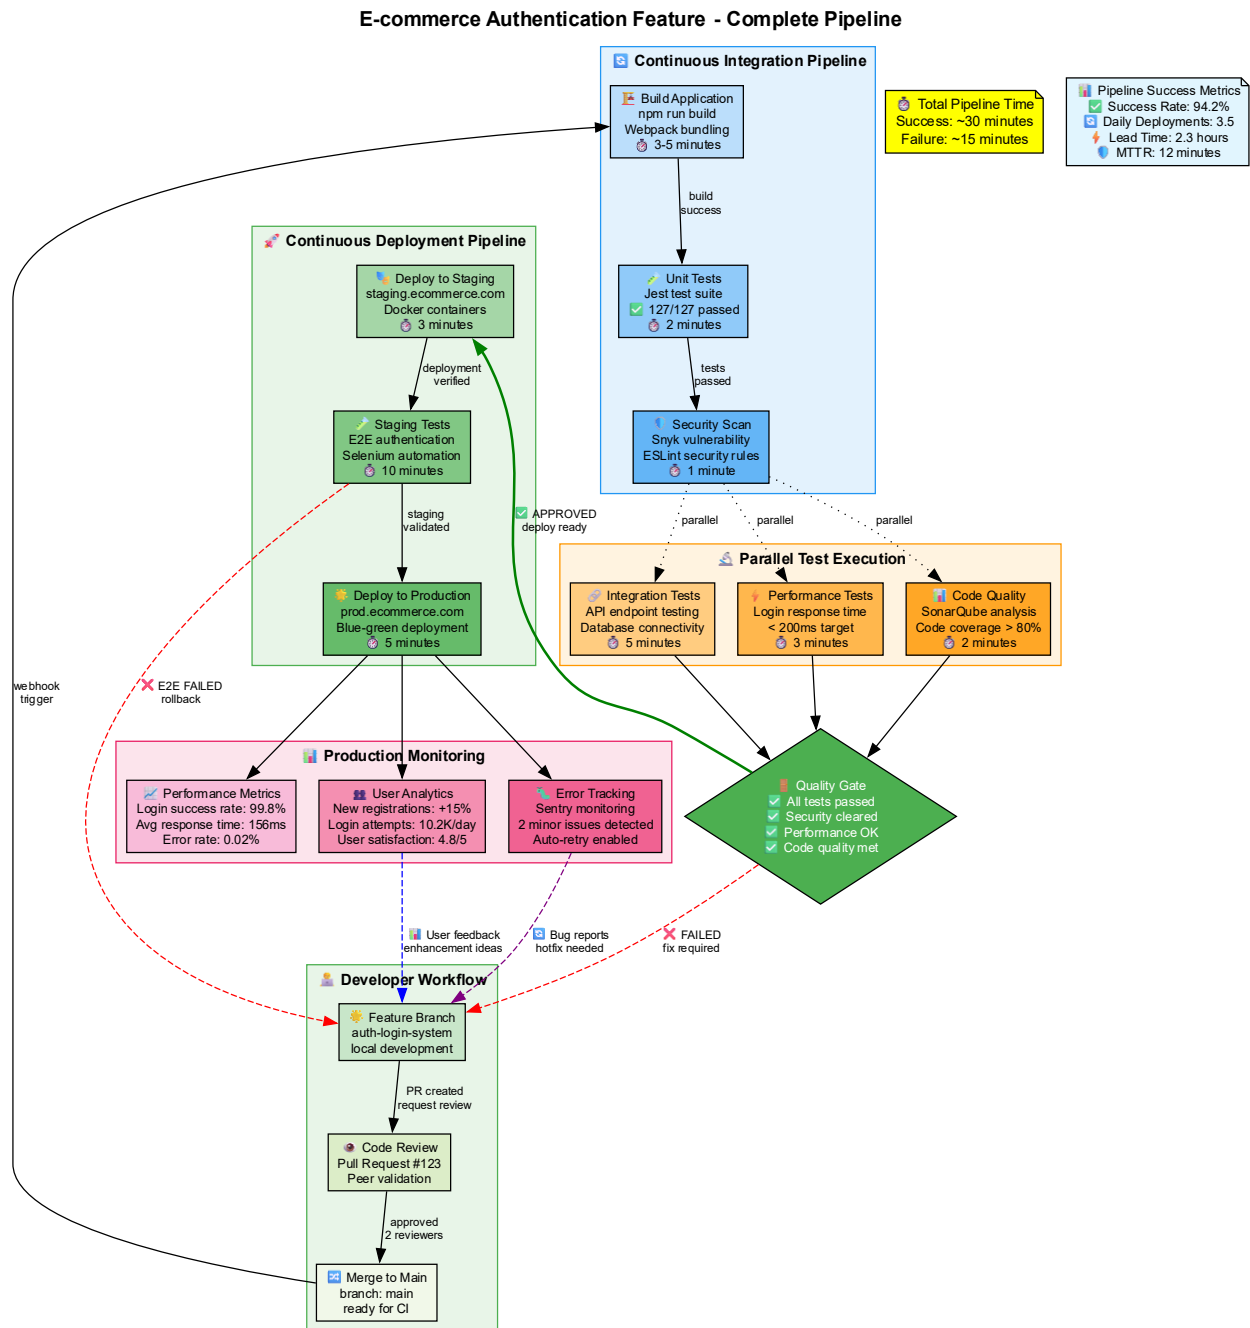 E-commerce Authentication Feature - Complete Pipeline
🔄 Continuous Integration Pipeline
🏗️ Build Application
npm run build
Webpack bundling
⏱️ 3-5 minutes
⏱️ Total Pipeline Time
Success: ~30 minutes
Failure: ~15 minutes
📊 Pipeline Success Metrics
✅ Success Rate: 94.2%
🔄 Daily Deployments: 3.5
⚡ Lead Time: 2.3 hours
🛡️ MTTR: 12 minutes
build
success
🧪 Unit Tests
Jest test suite
✅ 127/127 passed
⏱️ 2 minutes
tests
passed
🛡️ Security Scan
Snyk vulnerability
ESLint security rules
⏱️ 1 minute
🚀 Continuous Deployment Pipeline
🎭 Deploy to Staging
staging.ecommerce.com
Docker containers
⏱️ 3 minutes
deployment
verified
🧪 Staging Tests
E2E authentication
Selenium automation
⏱️ 10 minutes
staging
validated
✅ APPROVED
deploy ready
🌟 Deploy to Production
prod.ecommerce.com
Blue-green deployment
⏱️ 5 minutes
parallel
parallel
parallel
🔬 Parallel Test Execution
🔗 Integration Tests
API endpoint testing
Database connectivity
⏱️ 5 minutes
⚡ Performance Tests
Login response time
< 200ms target
⏱️ 3 minutes
📊 Code Quality
SonarQube analysis
Code coverage > 80%
⏱️ 2 minutes
webhook
trigger
❌ E2E FAILED
rollback
📊 Production Monitoring
📈 Performance Metrics
Login success rate: 99.8%
Avg response time: 156ms
Error rate: 0.02%
👥 User Analytics
New registrations: +15%
Login attempts: 10.2K/day
User satisfaction: 4.8/5
🐛 Error Tracking
Sentry monitoring
2 minor issues detected
Auto-retry enabled
🚪 Quality Gate
✅ All tests passed
✅ Security cleared
✅ Performance OK
✅ Code quality met
📊 User feedback
enhancement ideas
🔄 Bug reports
hotfix needed
❌ FAILED
fix required
👨‍💻 Developer Workflow
🌟 Feature Branch
auth-login-system
local development
PR created
request review
👁️ Code Review
Pull Request #123
Peer validation
approved
2 reviewers
🔀 Merge to Main
branch: main
ready for CI